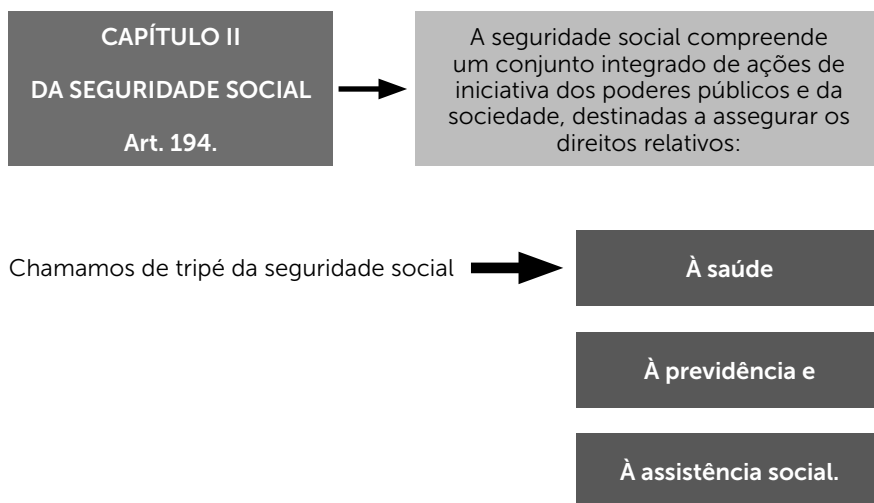 CAPÍTULO II
DA SEGURIDADE SOCIAL
Art. 194.
A seguridade social compreende
um conjunto integrado de ações de
iniciativa dos poderes públicos e da
sociedade, destinadas a assegurar os
direitos relativos:
Chamamos de tripé da seguridade social
À saúde
À previdência e
À assistência social.